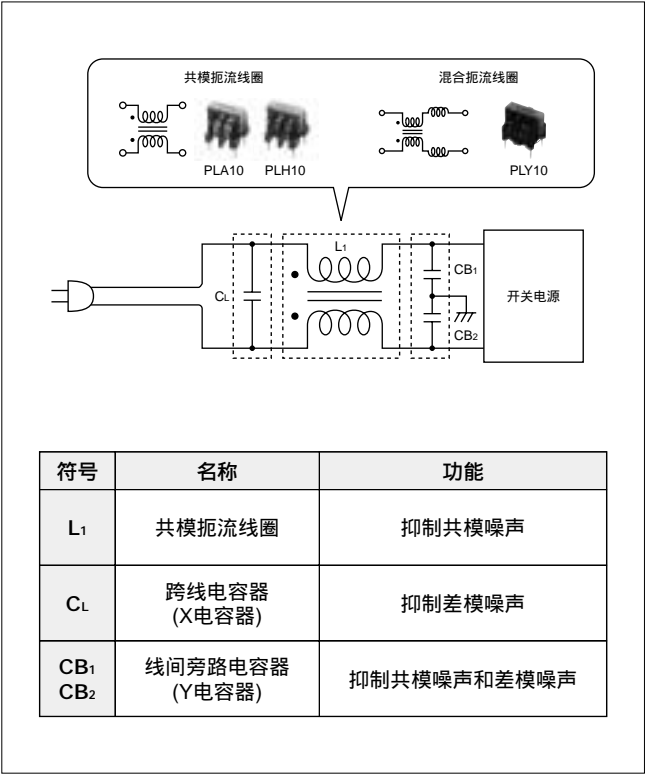 共模扼流线圈
混合扼流线圈
PLA10 PLH10
PLY10
L1
CL
CB1
CB2
开关电源
符号 名称 功能
L1 共模扼流线圈 抑制共模噪声
CL 跨线电容器 (X电容器) 抑制差模噪声
CB1 CB2 线间旁路电容器 (Y电容器) 抑制共模噪声和差模噪声